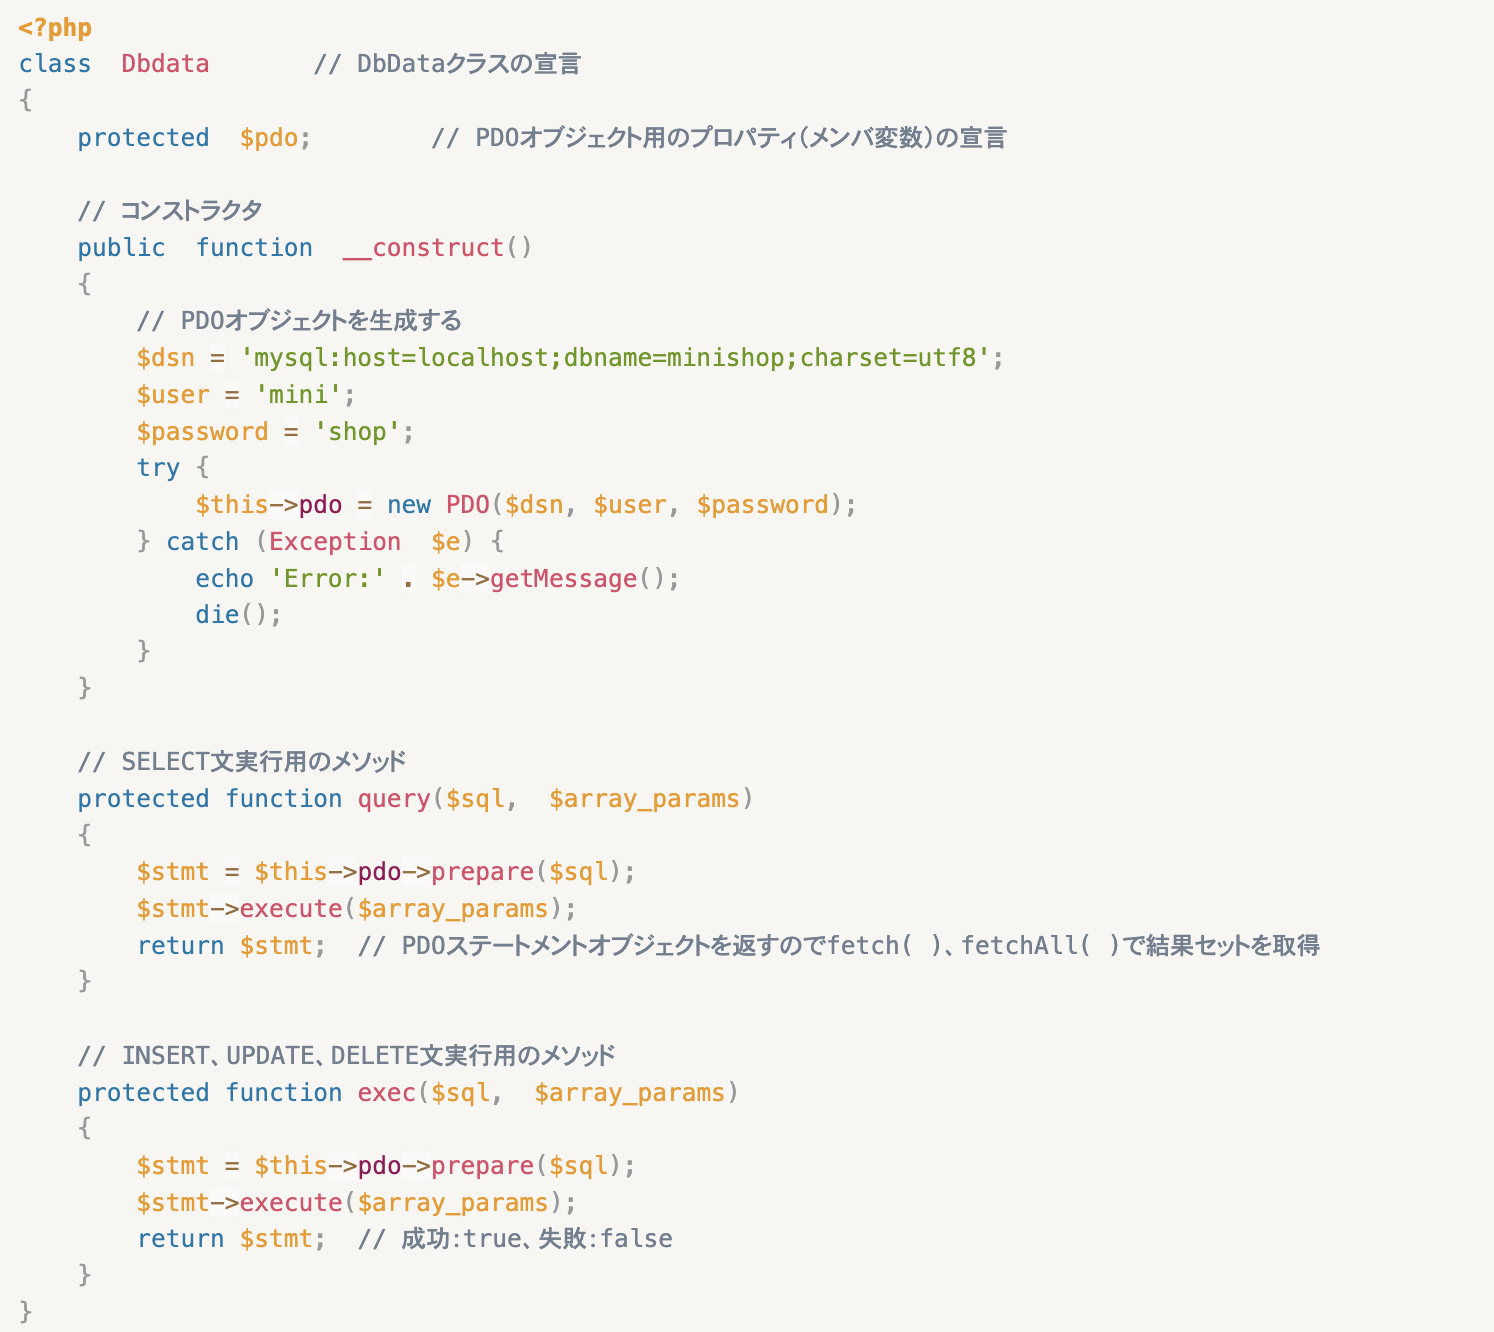 <?php
class  Dbdata       // DbDataクラスの宣言
{
    protected  $pdo;        // PDOオブジェクト用のプロパティ(メンバ変数)の宣言

    // コンストラクタ
    public  function  __construct()
    {
        // PDOオブジェクトを生成する
        $dsn = 'mysql:host=localhost;dbname=minishop;charset=utf8';
        $user = 'mini';
        $password = 'shop';
        try {
            $this->pdo = new PDO($dsn, $user, $password);
        } catch (Exception  $e) {
            echo 'Error:' . $e->getMessage();
            die();
        }
    }

    // SELECT文実行用のメソッド
    protected function query($sql,  $array_params)
    {
        $stmt = $this->pdo->prepare($sql);
        $stmt->execute($array_params);
        return $stmt;  // PDOステートメントオブジェクトを返すのでfetch( )、fetchAll( )で結果セットを取得
    }

    // INSERT、UPDATE、DELETE文実行用のメソッド
    protected function exec($sql,  $array_params)
    {
        $stmt = $this->pdo->prepare($sql);
        $stmt->execute($array_params);
        return $stmt;  // 成功:true、失敗:false
    }
}